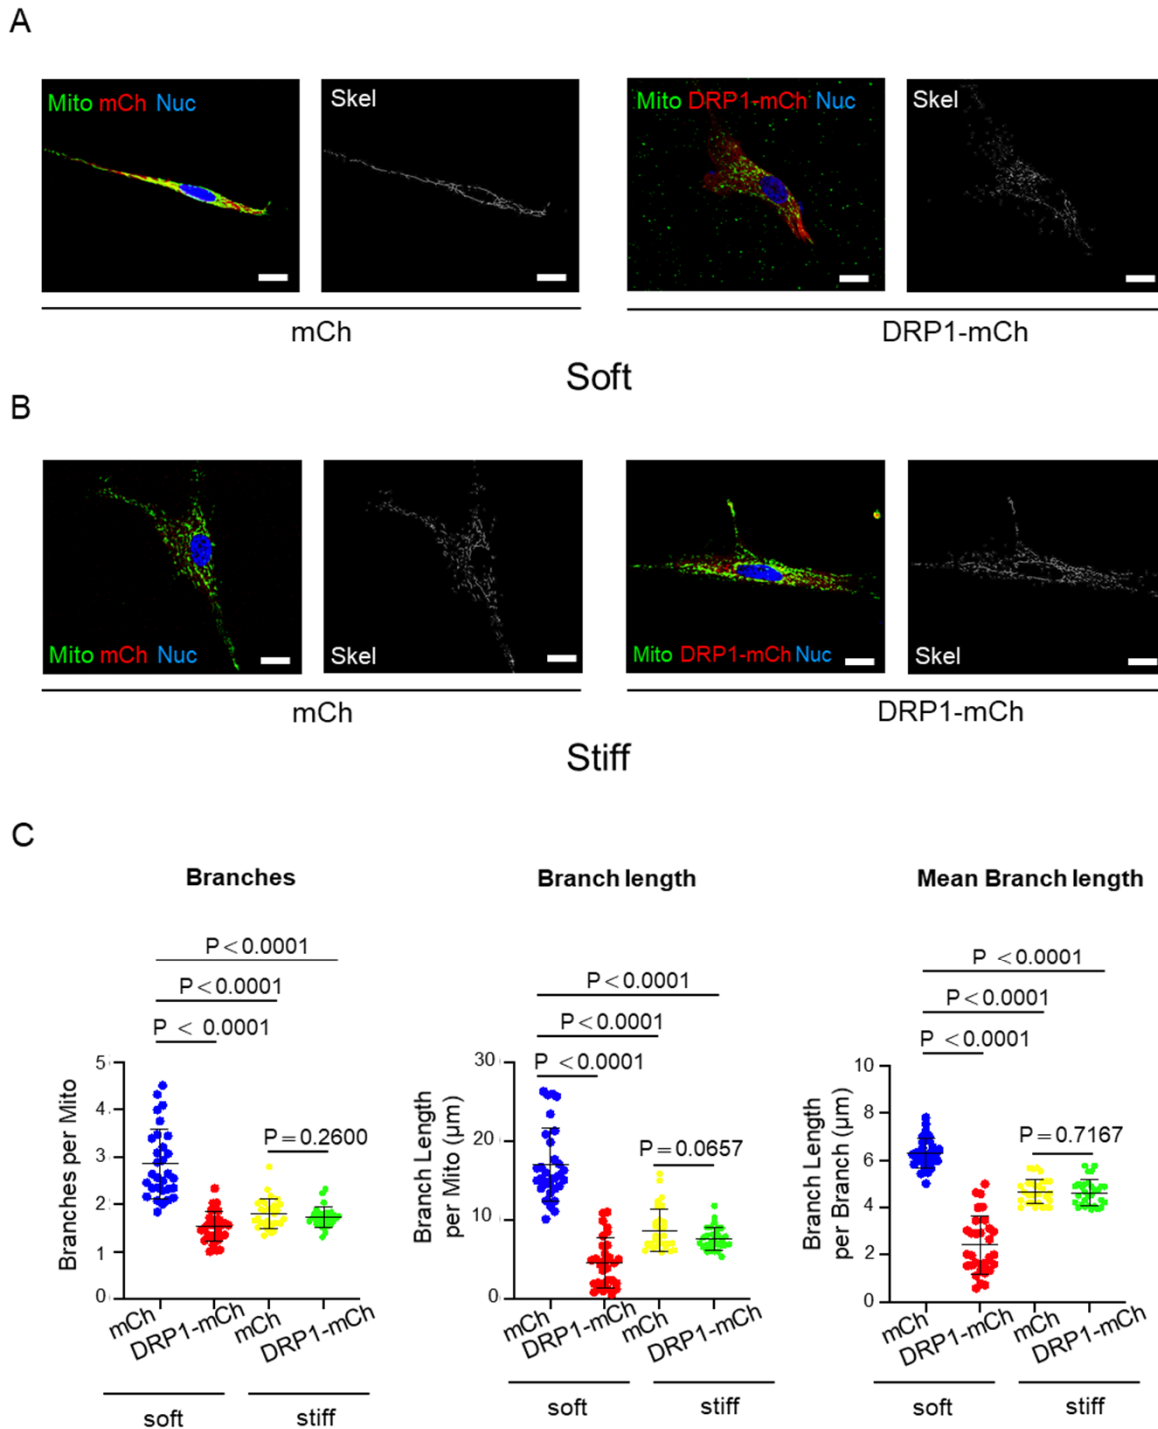 A
Mito mCh Nuc
Skel
Mito DRP1-mCh Nuc
Skel
mCh
DRP1-mCh
Soft
B
Mito mCh Nuc
Skel
Mito DRP1-mCh Nuc
Skel
mCh
DRP1-mCh
Stiff
C
Branches
P < 0.0001
P < 0.0001
P < 0.0001
P = 0.2600
Branches per Mito
5
4
3
2
1
0
mCh
DRP1-mCh
mCh
DRP1-mCh
soft
stiff
Branch length
P < 0.0001
P < 0.0001
P < 0.0001
P = 0.0657
Branch Length
per Mito (µm)
30
20
10
0
mCh
DRP1-mCh
mCh
DRP1-mCh
soft
stiff
Mean Branch length
P < 0.0001
P < 0.0001
P < 0.0001
P = 0.7167
Branch Length
per Branch (µm)
10
8
6
4
2
0
mCh
DRP1-mCh
mCh
DRP1-mCh
soft
stiff